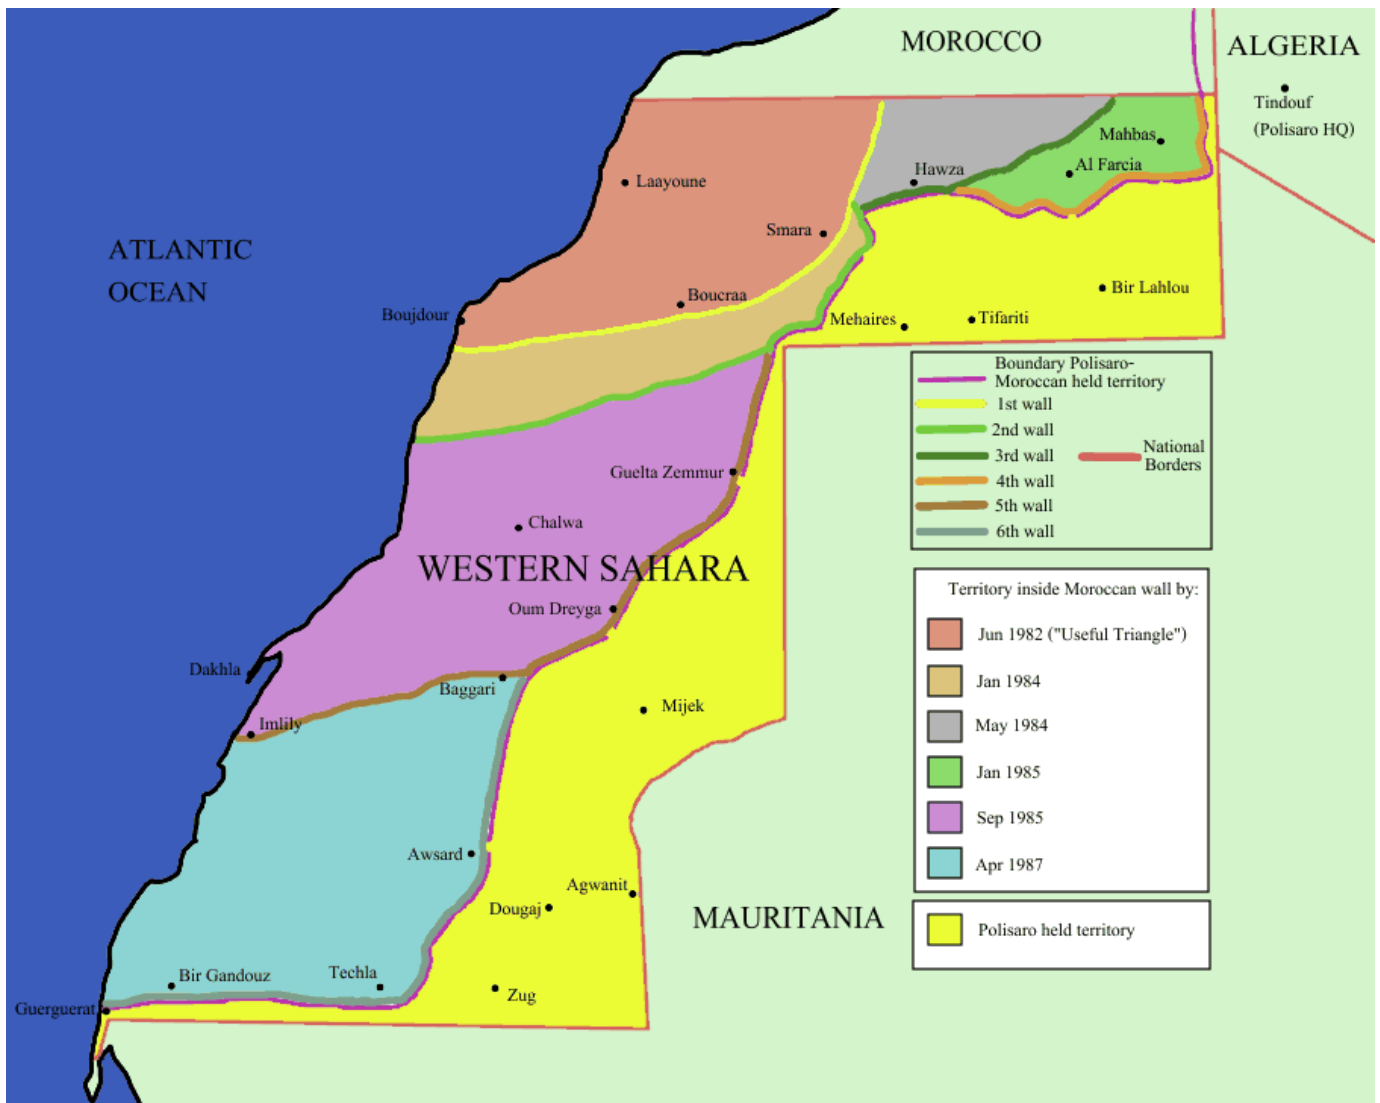 MOROCCO
ALGERIA
Tindouf
(Polisaro HQ)
Mahbas
Al Farcia
Hawza
Laayoune
Smara
ATLANTIC
OCEAN
Bir Lahlou
Boucraa
Boujdour
Mehaires
Tifariti
Boundary Polisaro-
Moroccan held territory
1st wall
2nd wall
3rd wall
4th wall
5th wall
6th wall
National
Borders
Guelta Zemmur
Chalwa
WESTERN SAHARA
Oum Dreyga
Territory inside Moroccan wall by:
Jun 1982 ("Useful Triangle")
Jan 1984
May 1984
Jan 1985
Sep 1985
Apr 1987
Polisaro held territory
Dakhla
Baggari
Mijek
Imlily
Awsard
Agwanit
Dougaj
MAURITANIA
Bir Gandouz
Techla
Zug
Guerguerat